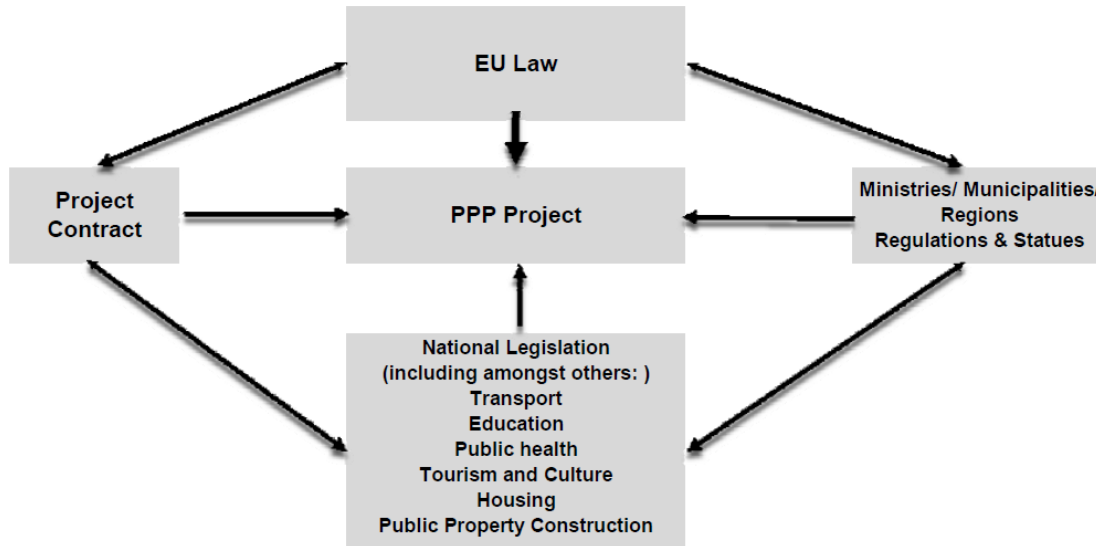 EU Law
Project
Contract
PPP Project
Ministries/ Municipalities/
Regions
Regulations & Statues
National Legislation
(including amongst others: )
Transport
Education
Public health
Tourism and Culture
Housing
Public Property Construction